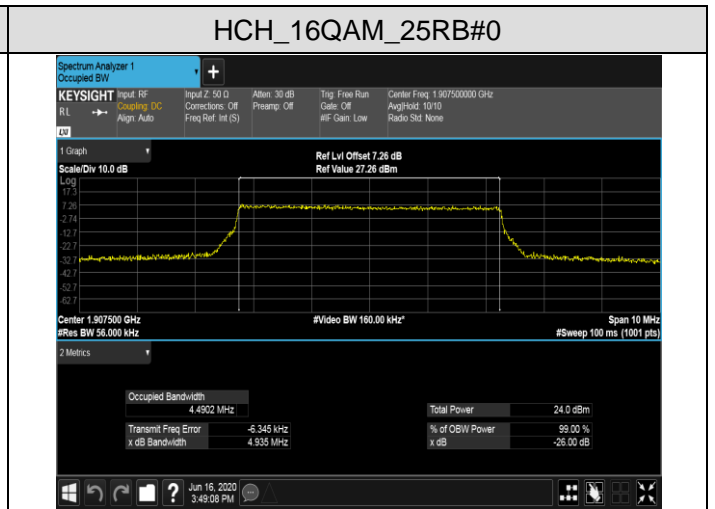 HCH_16QAM_25RB#0
Spectrum Analyzer 1
Occupied BW
+
KEYSIGHT
RL
Input: RF
Coupling: DC
Align: Auto
Input Z: 50 Ω
Corrections: Off
Freq Ref: Int (S)
Atten: 30 dB
Preamp: Off
Trig: Free Run
Gate: Off
#IF Gain: Low
Center Freq: 1.907500000 GHz
Avg|Hold: 10/10
Radio Std: None
1 Graph
Scale/Div 10.0 dB
Ref Lvl Offset 7.26 dB
Ref Value 27.26 dBm
Log
17.3
7.26
-2.74
-12.7
-22.7
-32.7
-42.7
-52.7
-62.7
Center 1.907500 GHz
#Res BW 56.000 kHz
#Video BW 160.00 kHz*
Span 10 MHz
#Sweep 100 ms (1001 pts)
2 Metrics
Occupied Bandwidth
4.4902 MHz
Transmit Freq Error -6.345 kHz
x dB Bandwidth 4.935 MHz
Total Power 24.0 dBm
% of OBW Power 99.00 %
x dB -26.00 dB
?
Jun 16, 2020
3:49:08 PM